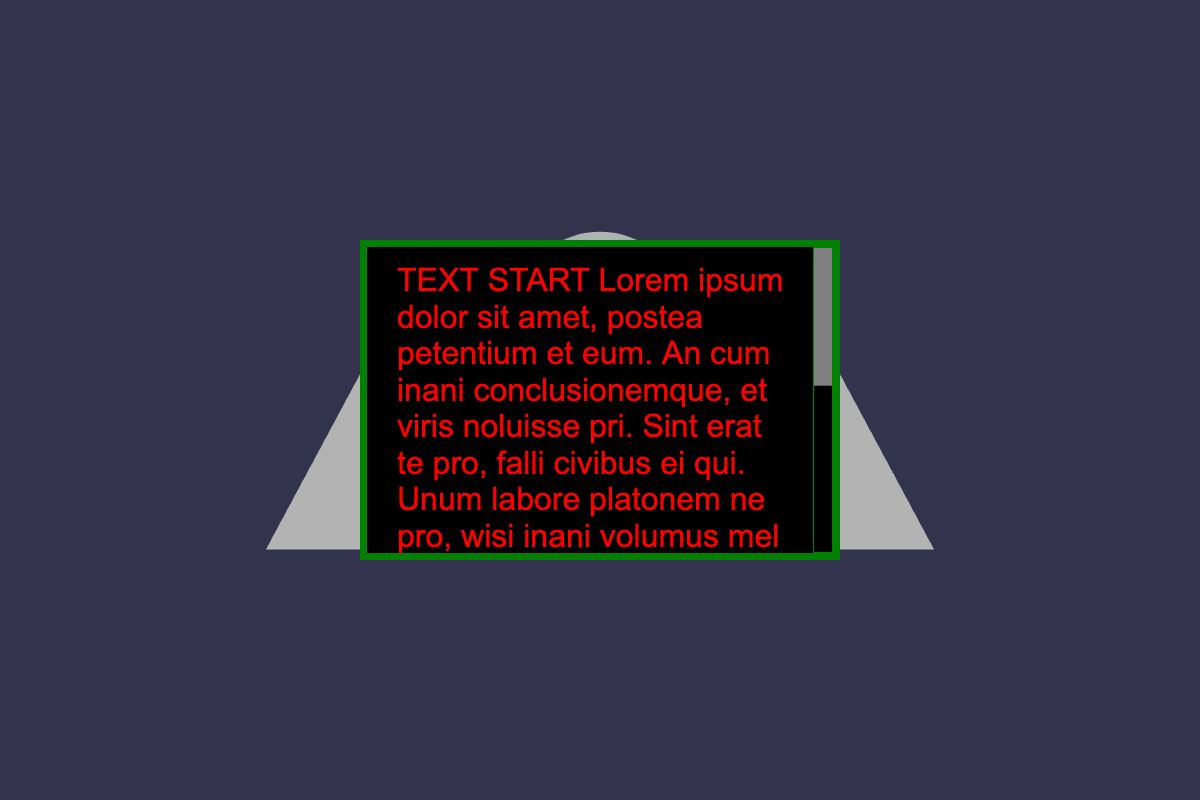 TEXT START Lorem ipsum
dolor sit amet, postea
petentium et eum. An cum
inani conclusionemque, et
viris noluisse pri. Sint erat
te pro, falli civibus ei qui.
Unum labore platonem ne
pro, wisi inani volumus mel